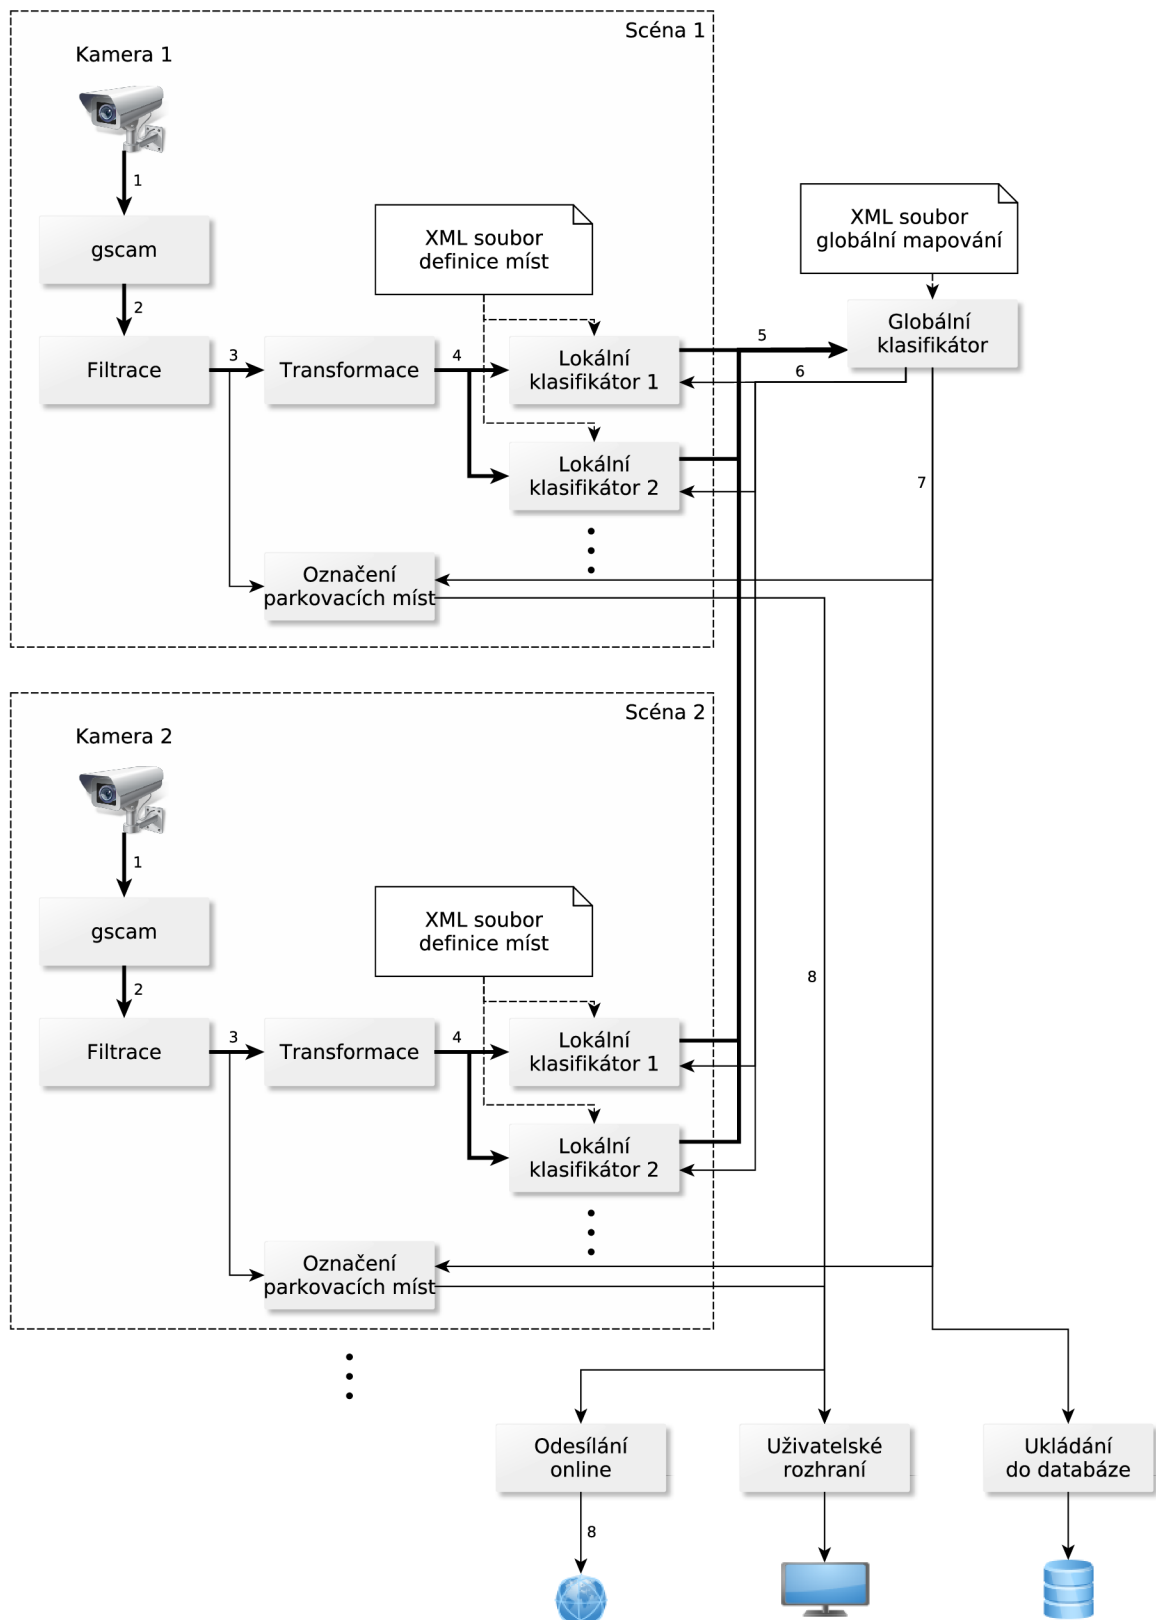 Scéna 1
Kamera 1
1
gscam
2
Filtrace
3
Transformace
4
XML soubor
definice míst
Lokální
klasifikátor 1
Lokální
klasifikátor 2
Označení
parkovacích míst
XML soubor
globální mapování
Globální
klasifikátor
5
6
7
Scéna 2
Kamera 2
1
gscam
2
Filtrace
3
Transformace
4
XML soubor
definice míst
Lokální
klasifikátor 1
Lokální
klasifikátor 2
Označení
parkovacích míst
8
Odesílání
online
8
Uživatelské
rozhraní
Ukládání
do databáze